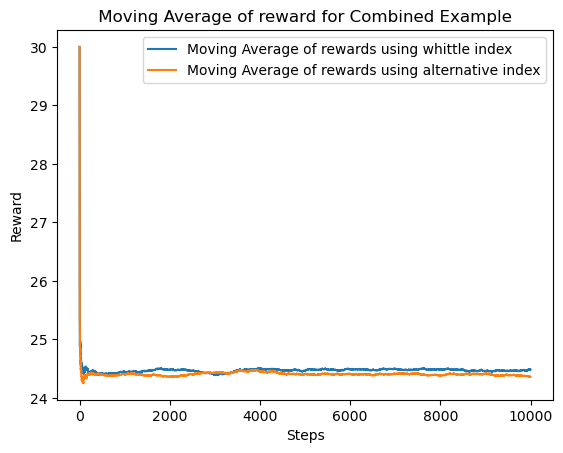 Moving Average of reward for Combined Example
Moving Average of rewards using whittle index
Moving Average of rewards using alternative index
Reward
30
29
28
27
26
25
24
0 2000 4000 6000 8000 10000
Steps